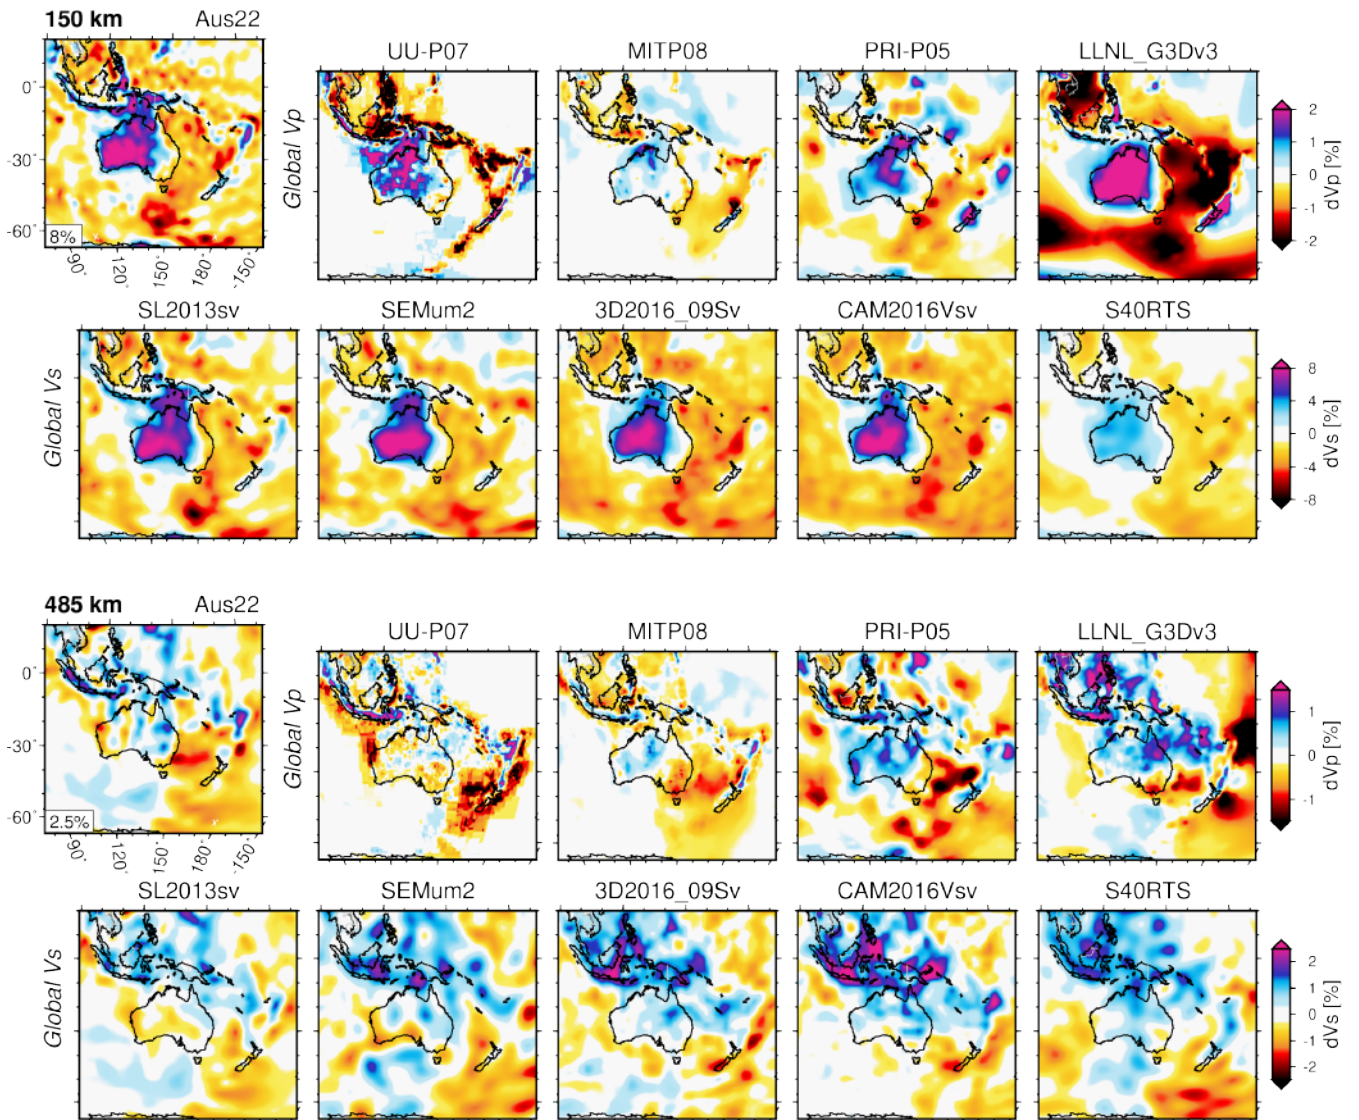 150 km Aus22
UU-P07 MITP08 PRI-P05 LLNL_G3Dv3
0°
-30°
-60°
8%
90° 120° 150° 180° -150°
Global Vp
2
1
0
-1
-2
dVp [%]
SL2013sv SEMum2 3D2016_09Sv CAM2016Vsv S40RTS
Global Vs
8
4
0
-4
-8
dVs [%]
485 km Aus22
UU-P07 MITP08 PRI-P05 LLNL_G3Dv3
0°
-30°
-60°
2.5%
90° 120° 150° 180° -150°
Global Vp
1
0
-1
dVp [%]
SL2013sv SEMum2 3D2016_09Sv CAM2016Vsv S40RTS
Global Vs
2
1
0
-1
-2
dVs [%]